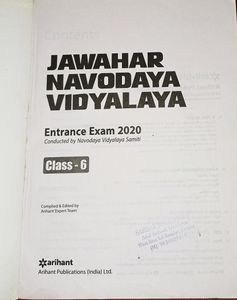 JAWAHAR
NAVODAYA
VIDYALAYA
Entrance Exam 2020
Conducted by Navodaya Vidyalaya Samiti
Class - 6
Compiled & Edited by
Arihant 'Expert Team'
arihant
Arihant Publications (India) Ltd.